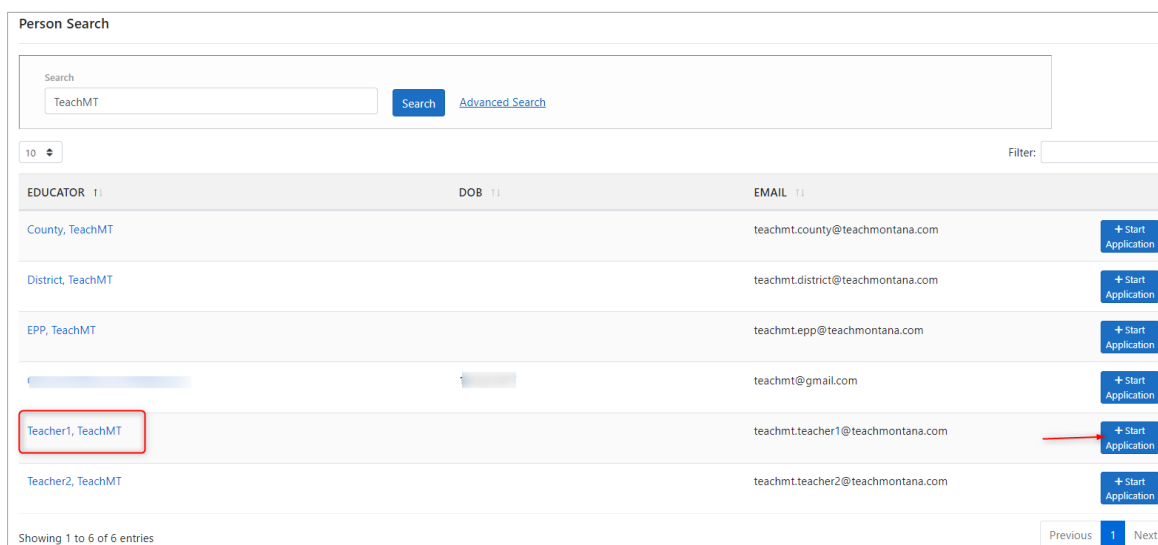 Person Search
Search
TeachMT
Search Advanced Search
10
Filter:
EDUCATOR DOB EMAIL
County, TeachMT teachmt.county@teachmontana.com + Start Application
District, TeachMT teachmt.district@teachmontana.com + Start Application
EPP, TeachMT teachmt.epp@teachmontana.com + Start Application
teachmt@gmail.com + Start Application
Teacher1, TeachMT teachmt.teacher1@teachmontana.com + Start Application
Teacher2, TeachMT teachmt.teacher2@teachmontana.com + Start Application
Showing 1 to 6 of 6 entries Previous 1 Next